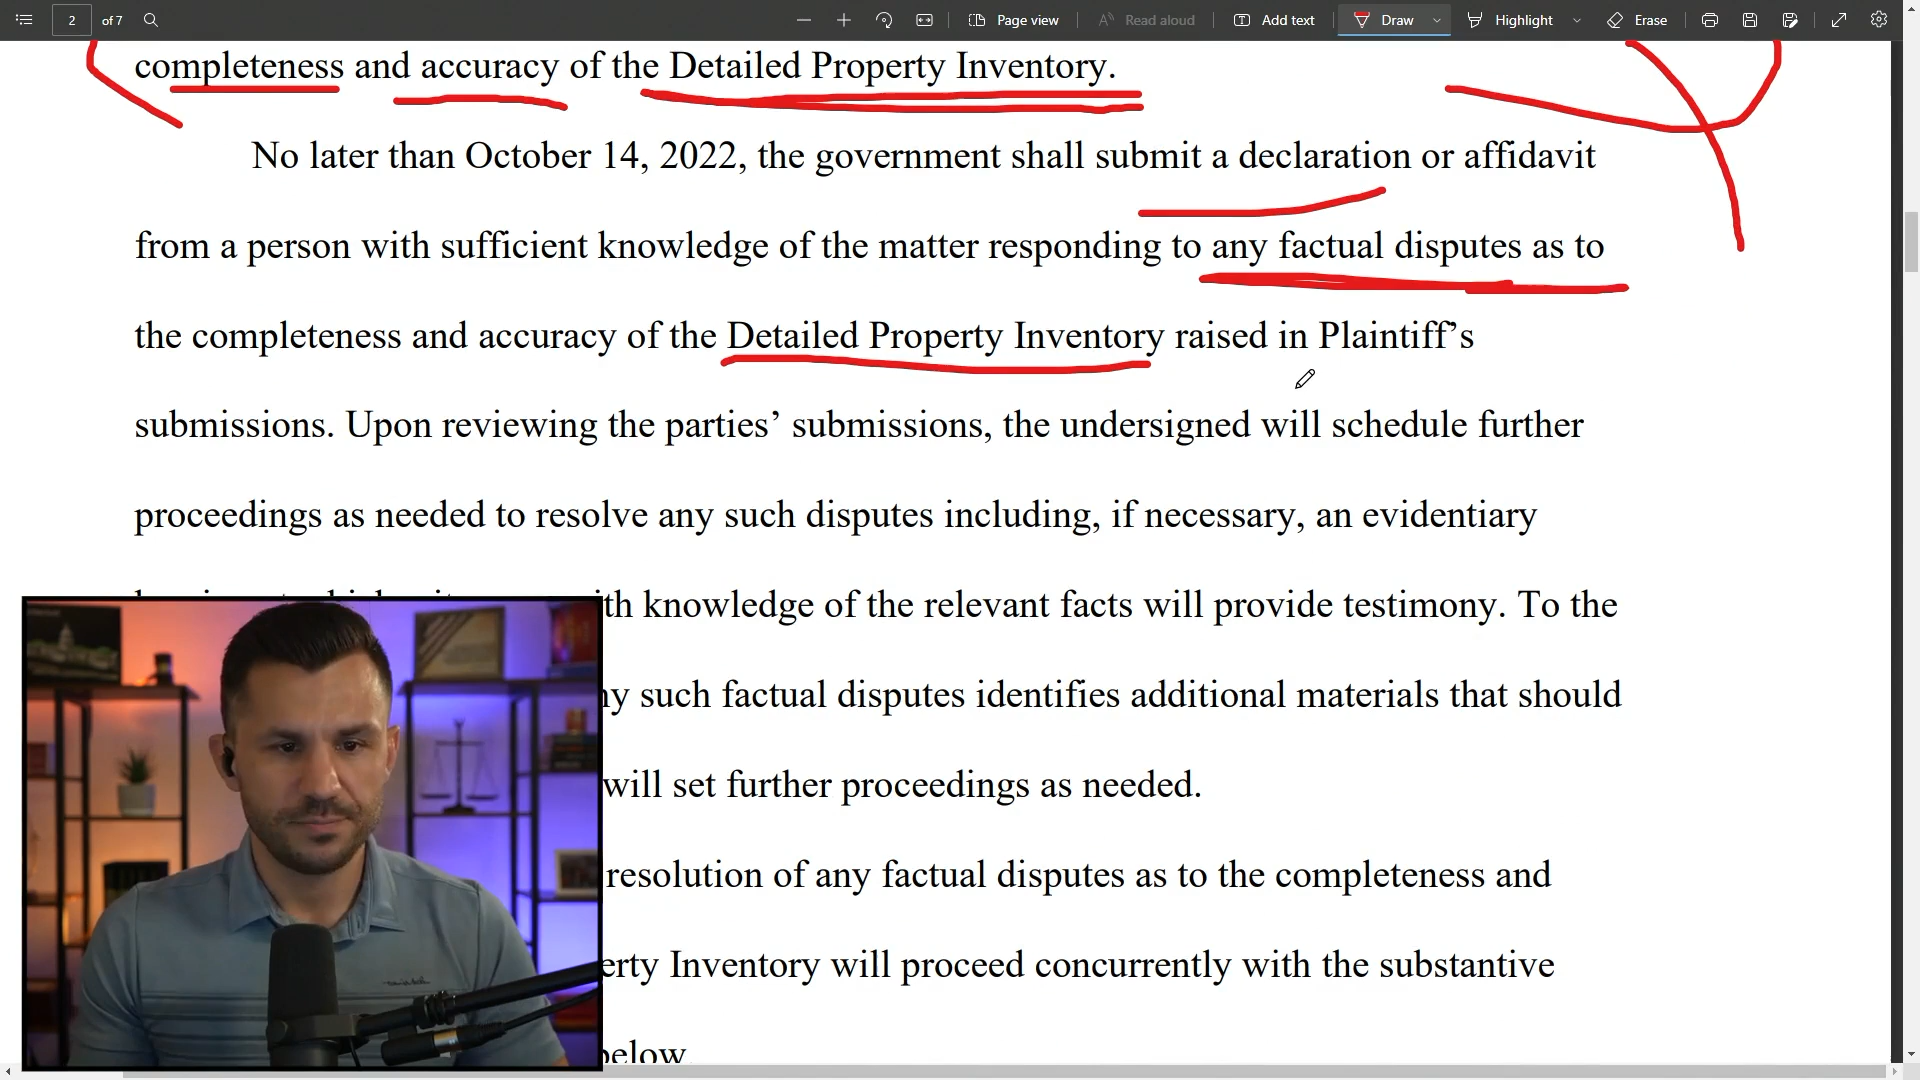 2 of 7 Page view Read aloud Add text Draw Highlight Erase
completeness and accuracy of the Detailed Property Inventory.
No later than October 14, 2022, the government shall submit a declaration or affidavit
from a person with sufficient knowledge of the matter responding to any factual disputes as to
the completeness and accuracy of the Detailed Property Inventory raised in Plaintiff’s
submissions. Upon reviewing the parties’ submissions, the undersigned will schedule further
proceedings as needed to resolve any such disputes including, if necessary, an evidentiary
knowledge of the relevant facts will provide testimony. To the
such factual disputes identifies additional materials that should
will set further proceedings as needed.
resolution of any factual disputes as to the completeness and
Inventory will proceed concurrently with the substantive
below.